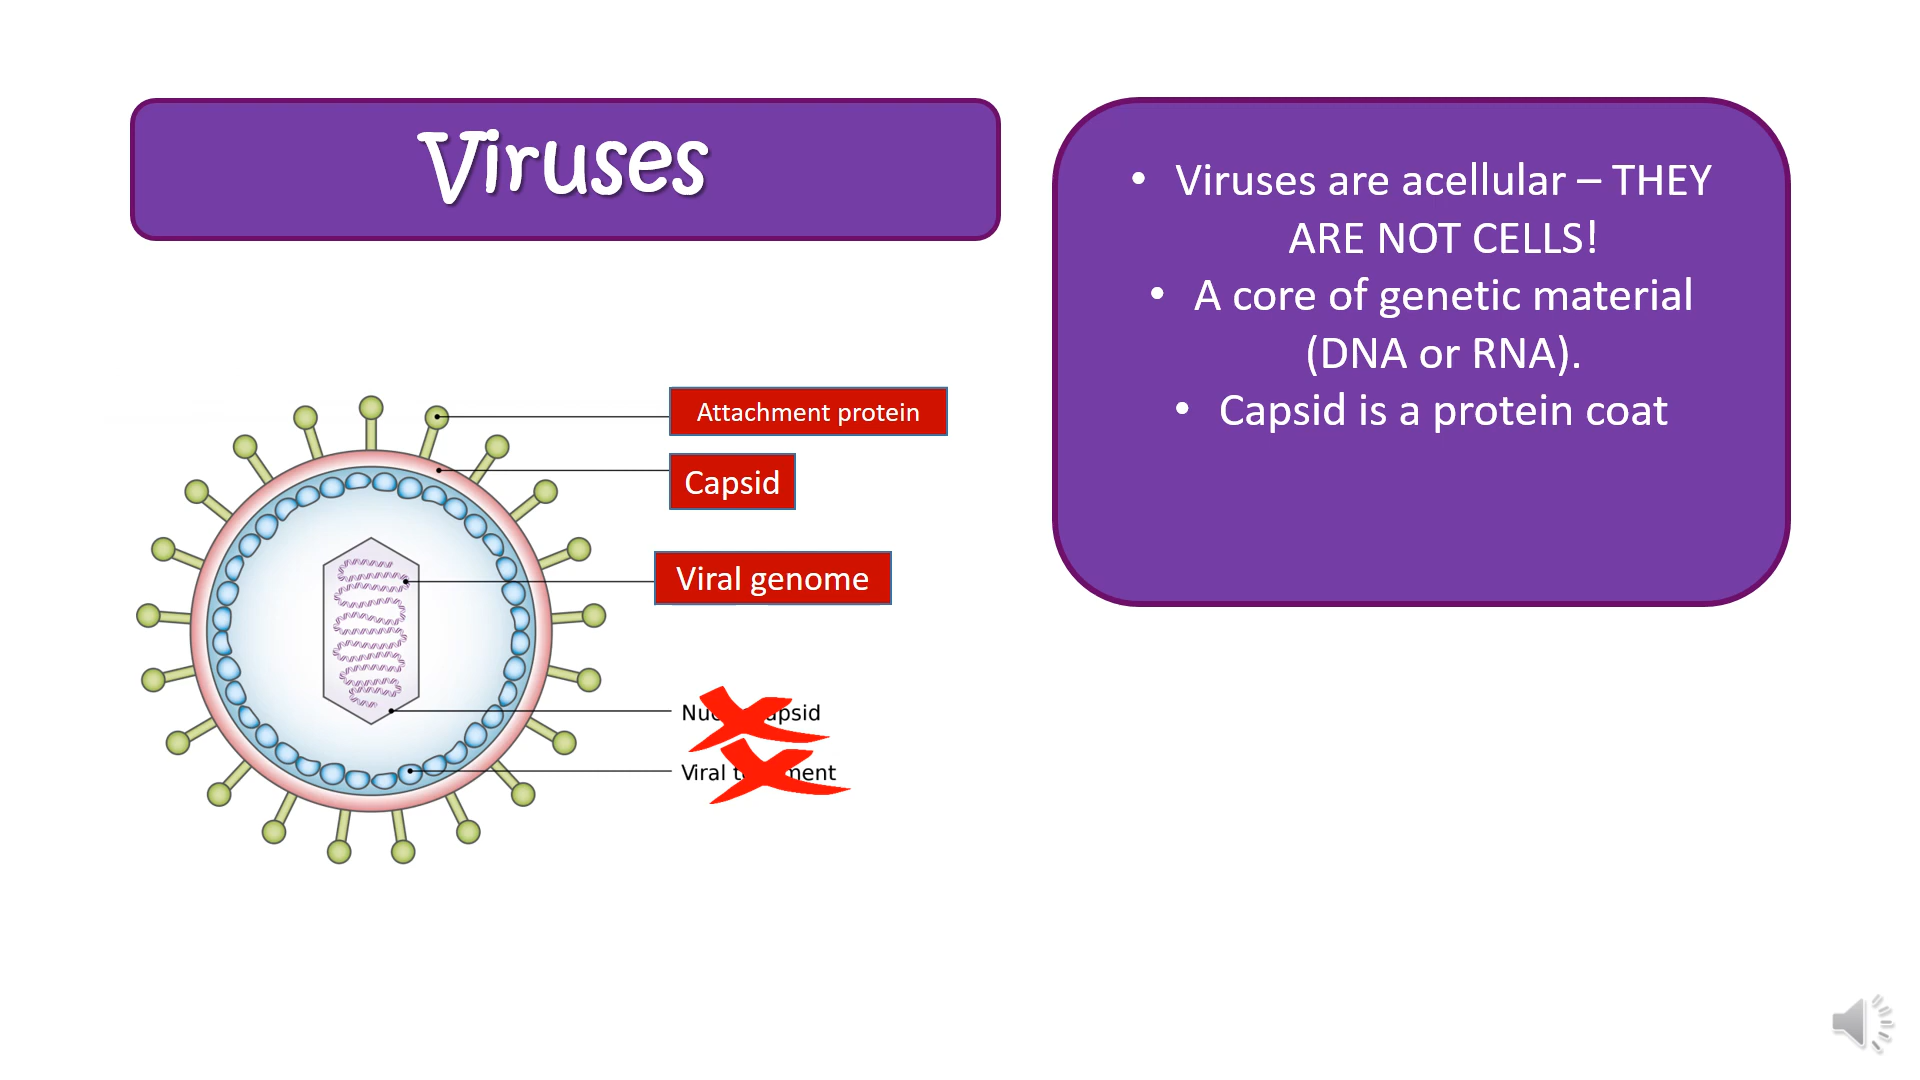 Viruses
• Viruses are acellular – THEY
ARE NOT CELLS!
• A core of genetic material
(DNA or RNA).
• Capsid is a protein coat
Attachment protein
Capsid
Viral genome
Viral